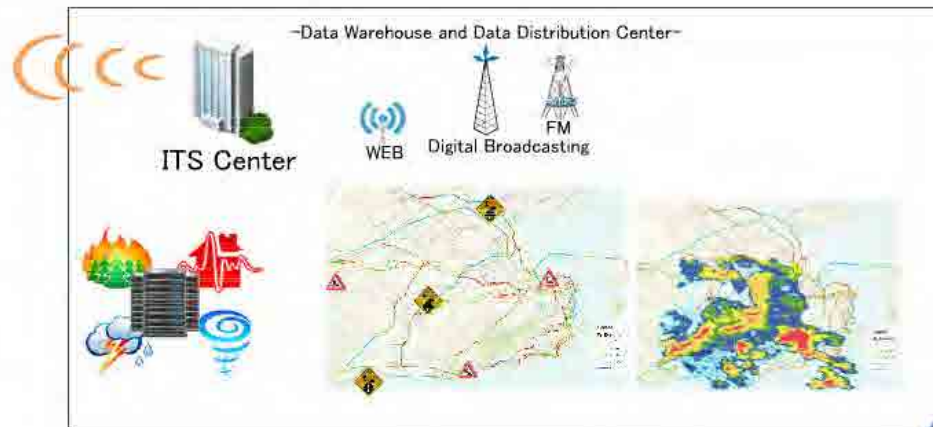 -Data Warehouse and Data Distribution Center-
ITS Center
WEB
Digital Broadcasting
FM